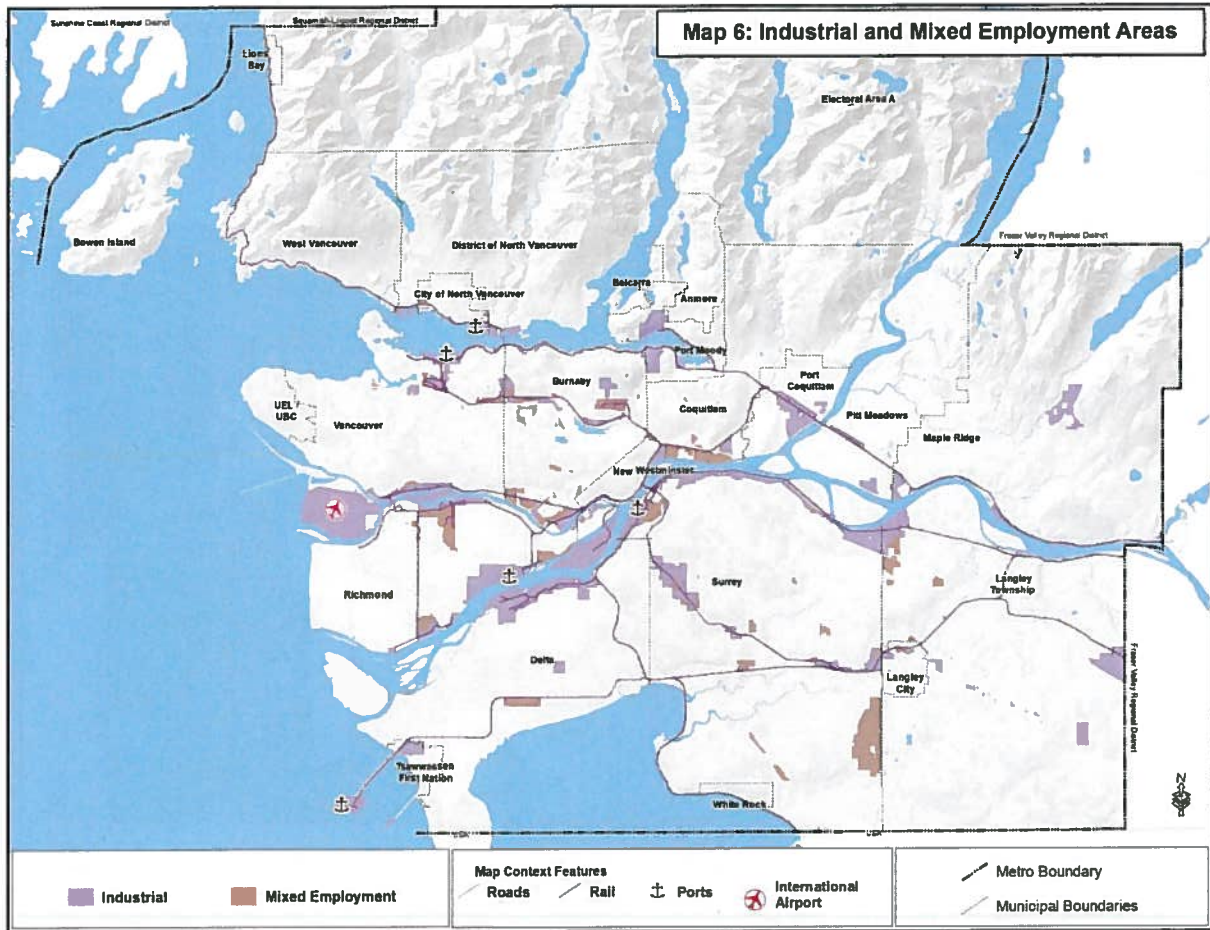 Sunshine Coast Regional District
Squamish-Lillooet Regional District
Map 6: Industrial and Mixed Employment Areas
Lions
Bay
Electoral Area A
Bowen Island
West Vancouver
District of North Vancouver
Fraser Valley Regional District
Belcarra
City of North Vancouver
Anmore
Port Moody
Port
Coquitlam
Burnaby
UEL /
UBC
Vancouver
Coquitlam
Pitt Meadows
Maple Ridge
New Westminster
Richmond
Surrey
Langley
Township
Delta
Langley
City
Fraser Valley Regional District
Tsawwassen
First Nation
White Rock
N
USA
USA
Industrial
Mixed Employment
Map Context Features
Roads
Rail
Ports
International
Airport
Metro Boundary
Municipal Boundaries